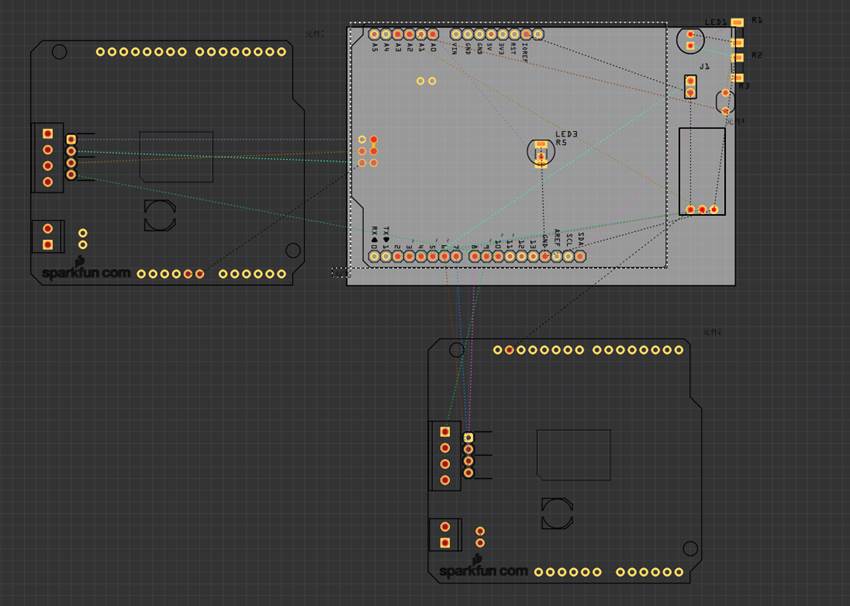 LED1
R1
R2
J1
R3
A5
A4
A3
A2
A1
A0
VIN
GND
GND
5V
3V3
RST
IOREF
LED3
R5
RX
TX
0
1
2
3
4
5
6
7
8
9
10
11
12
13
GND
AREF
SCL
SDA
sparkfun.com
sparkfun.com